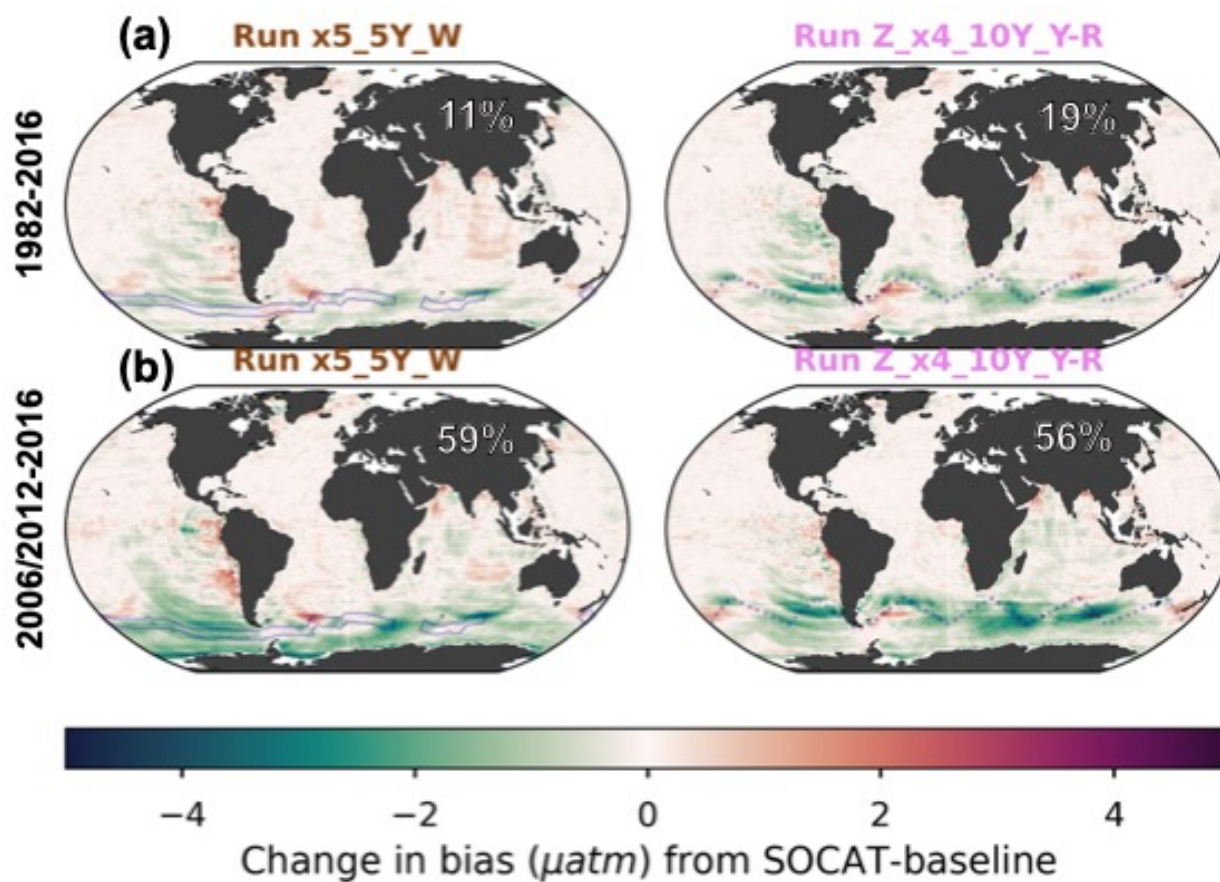 (a)
Run x5_5Y_W
Run Z_x4_10Y_Y-R
1982-2016
11%
19%
(b)
Run x5_5Y_W
Run Z_x4_10Y_Y-R
2006/2012-2016
59%
56%
−4 −2 0 2 4
Change in bias (μatm) from SOCAT-baseline